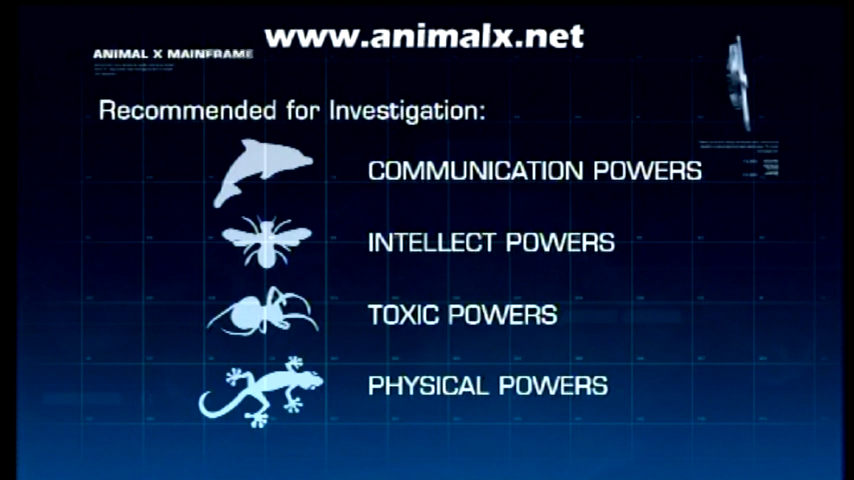 www.animalx.net
ANIMAL X MAINFRAME
Recommended for Investigation:
COMMUNICATION POWERS
INTELLECT POWERS
TOXIC POWERS
PHYSICAL POWERS